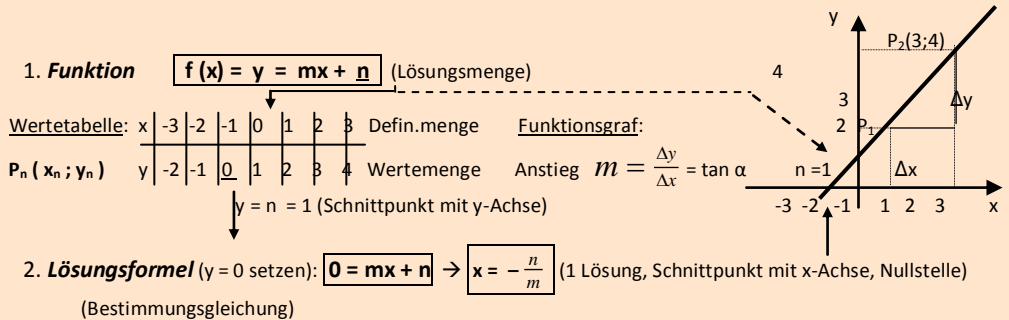 y
P₂(3;4)
1. Funktion f (x) = y = mx + n (Lösungsmenge)
4
3
Δy
Wertetabelle: x -3 -2 -1 0 1 2 3 Defin.menge Funktionsgraf:
2 P₁
Pₙ ( xₙ ; yₙ ) y -2 -1 0 1 2 3 4 Wertemenge Anstieg m = Δy/Δx = tan α n =1 Δx
y = n = 1 (Schnittpunkt mit y-Achse)
-3 -2 -1 1 2 3 x
2. Lösungsformel (y = 0 setzen): 0 = mx + n → x = − n/m (1 Lösung, Schnittpunkt mit x-Achse, Nullstelle)
(Bestimmungsgleichung)